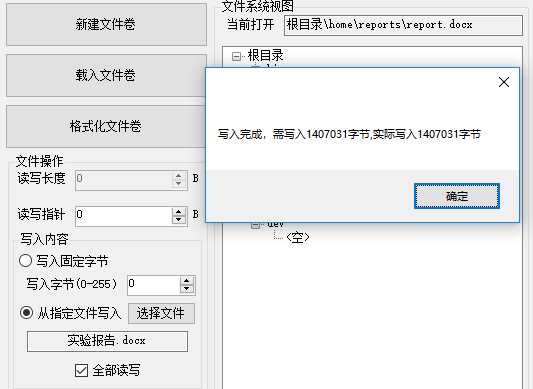 新建文件卷
载入文件卷
格式化文件卷
文件操作
读写长度 0 B
读写指针 0 B
写入内容
写入固定字节
写入字节(0-255) 0
从指定文件写入 选择文件
实验报告.docx
全部读写
文件系统视图
当前打开 根目录\home\reports\report.docx
根目录
写入完成，需写入1407031字节,实际写入1407031字节
确定
dev
<空>